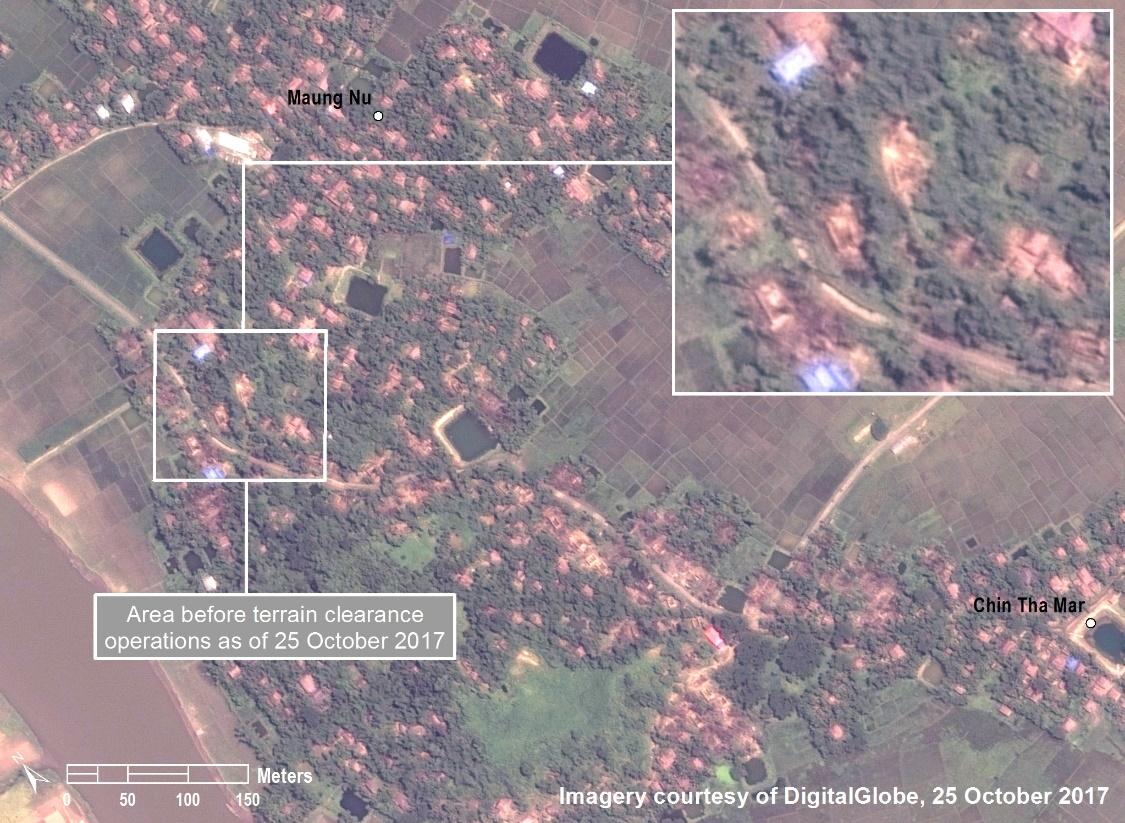 Maung Nu
Area before terrain clearance
operations as of 25 October 2017
Chin Tha Mar
N
Meters
0 50 100 150
Imagery courtesy of DigitalGlobe, 25 October 2017